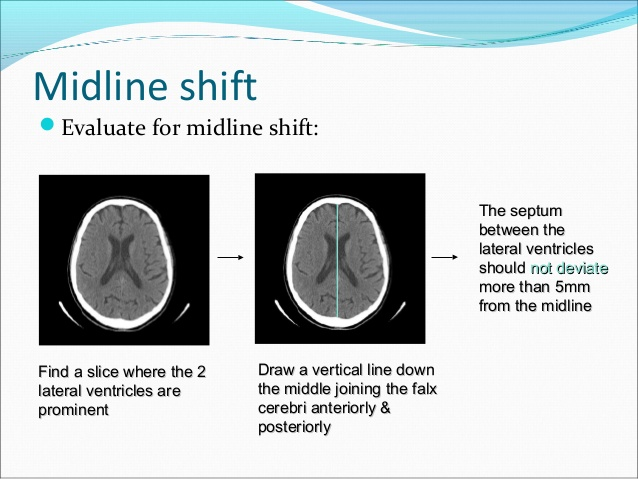 Midline shift
Evaluate for midline shift:
Find a slice where the 2
lateral ventricles are
prominent
Draw a vertical line down
the middle joining the falx
cerebri anteriorly &
posteriorly
The septum
between the
lateral ventricles
should not deviate
more than 5mm
from the midline